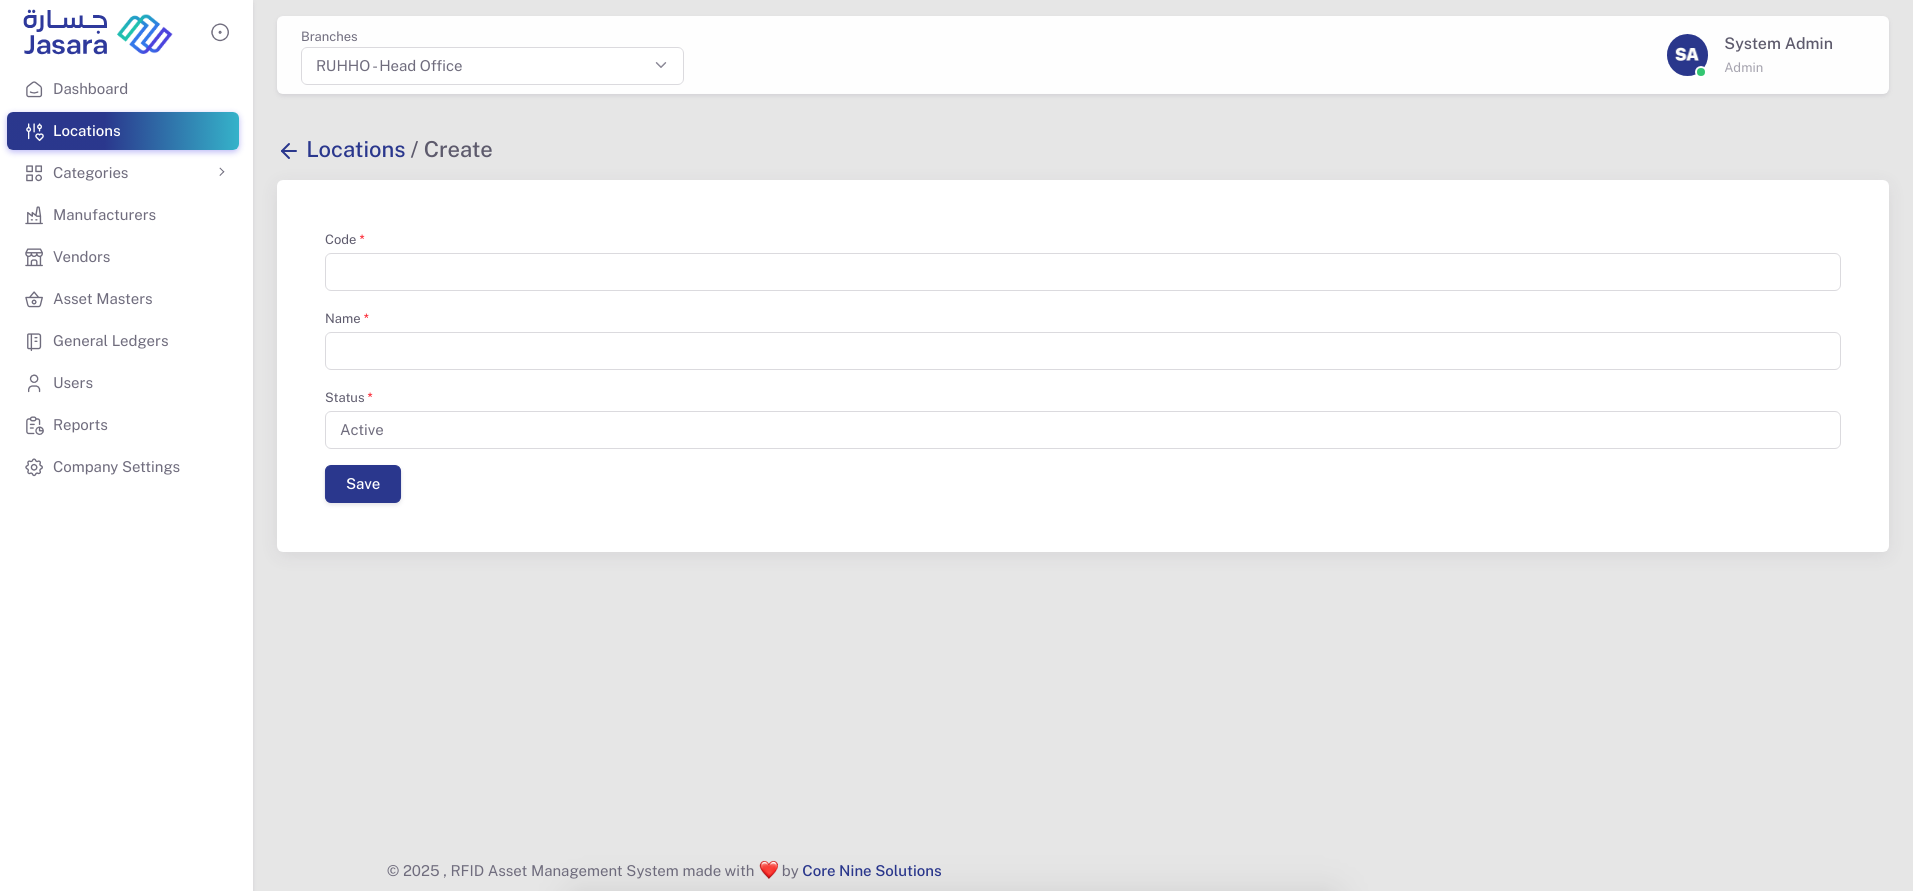 جسارة
Jasara
Dashboard
Locations
Categories
Manufacturers
Vendors
Asset Masters
General Ledgers
Users
Reports
Company Settings
Branches
RUHHO - Head Office
SA
System Admin
Admin
Locations / Create
Code *
Name *
Status *
Active
Save
© 2025 , RFID Asset Management System made with ❤️ by Core Nine Solutions